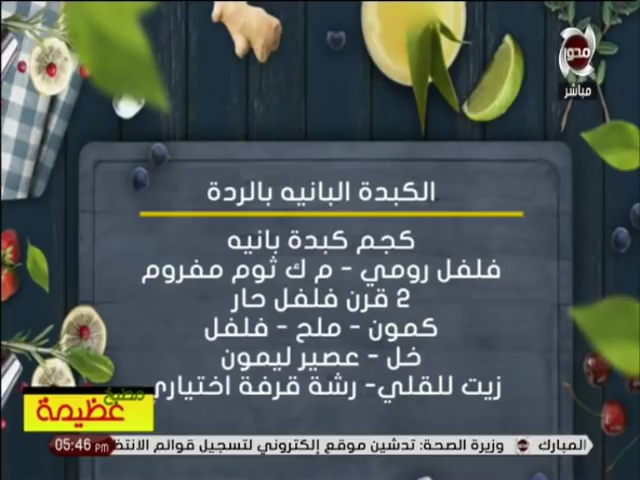 محور
مباشر
الكبدة البانيه بالردة
كجم كبدة بانيه
فلفل رومي - م ك ثوم مفروم
2 قرن فلفل حار
كمون - ملح - فلفل
خل - عصير ليمون
زيت للقلي- رشة قرفة اختياري
مطبخ
عظيمة
المبارك وزيرة الصحة: تدشين موقع إلكتروني لتسجيل قوائم الانتظ
05:46 pm